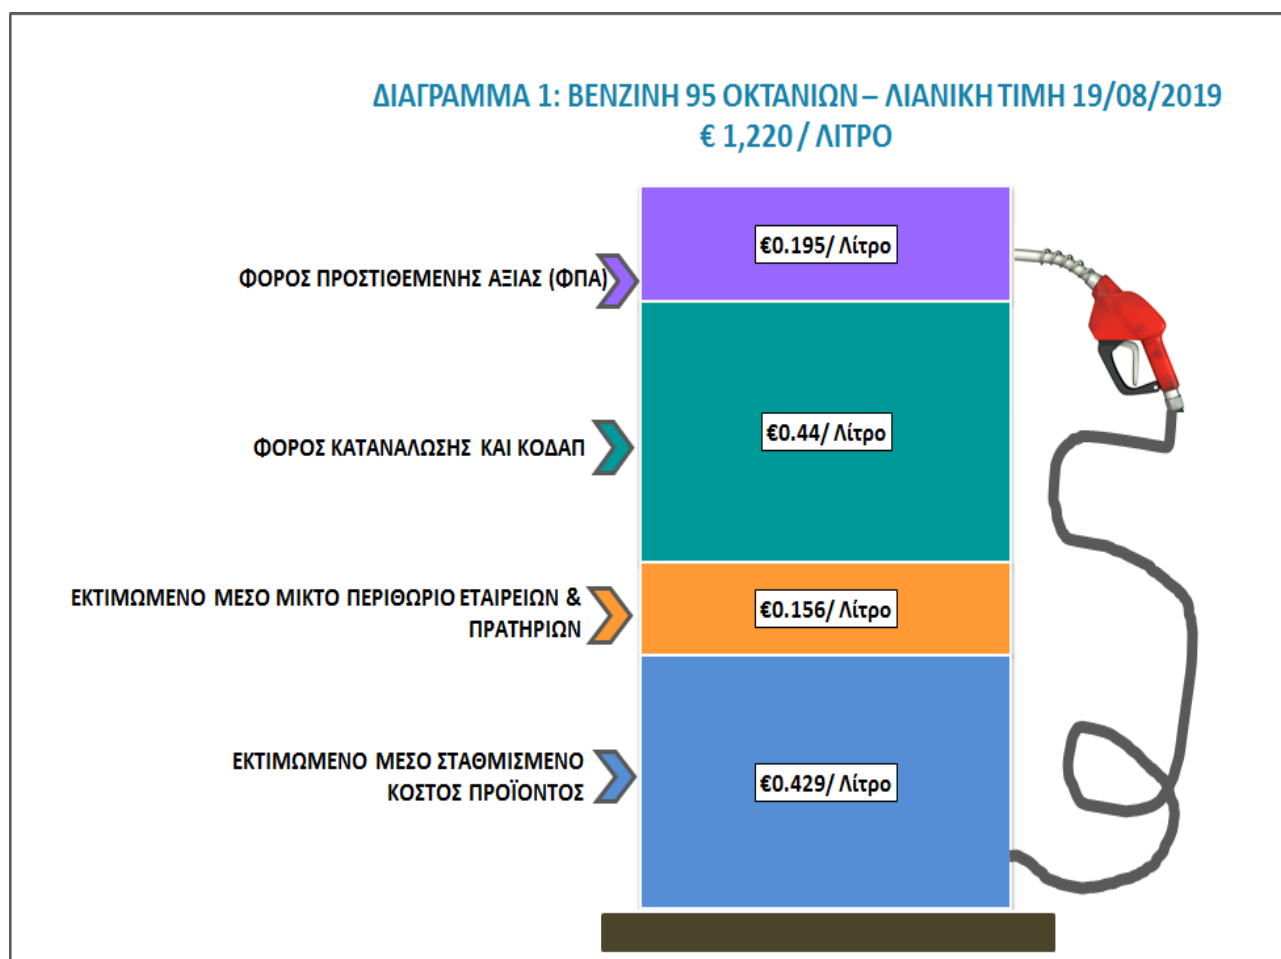 ΔΙΑΓΡΑΜΜΑ 1: ΒΕΝΖΙΝΗ 95 ΟΚΤΑΝΙΩΝ – ΛΙΑΝΙΚΗ ΤΙΜΗ 19/08/2019
€ 1,220 / ΛΙΤΡΟ
€0.195/ Λίτρο
ΦΟΡΟΣ ΠΡΟΣΤΙΘΕΜΕΝΗΣ ΑΞΙΑΣ (ΦΠΑ)
€0.44/ Λίτρο
ΦΟΡΟΣ ΚΑΤΑΝΑΛΩΣΗΣ ΚΑΙ ΚΟΔΑΠ
ΕΚΤΙΜΩΜΕΝΟ ΜΕΣΟ ΜΙΚΤΟ ΠΕΡΙΘΩΡΙΟ ΕΤΑΙΡΕΙΩΝ &
ΠΡΑΤΗΡΙΩΝ
€0.156/ Λίτρο
ΕΚΤΙΜΩΜΕΝΟ ΜΕΣΟ ΣΤΑΘΜΙΣΜΕΝΟ
ΚΟΣΤΟΣ ΠΡΟΪΟΝΤΟΣ
€0.429/ Λίτρο